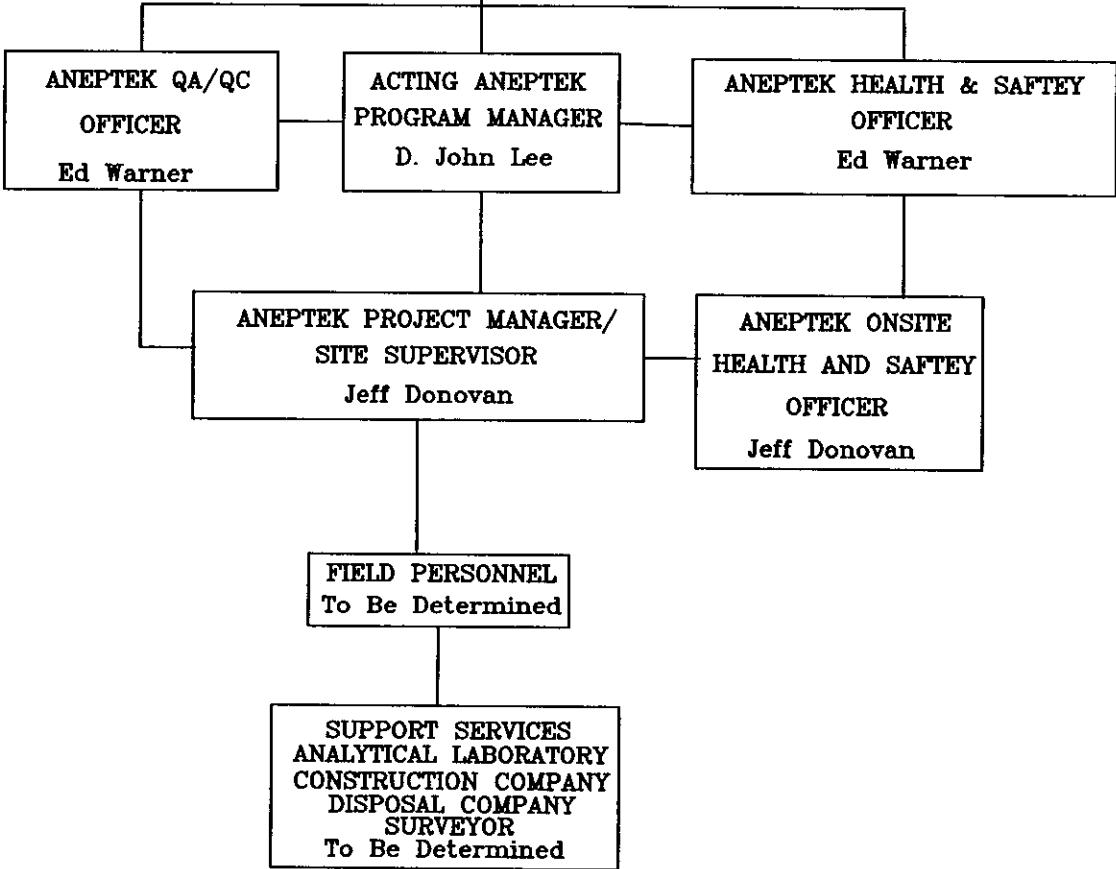 ANEPTEK QA/QC
OFFICER
Ed Warner
ACTING ANEPTEK
PROGRAM MANAGER
D. John Lee
ANEPTEK HEALTH & SAFTEY
OFFICER
Ed Warner
ANEPTEK PROJECT MANAGER/
SITE SUPERVISOR
Jeff Donovan
ANEPTEK ONSITE
HEALTH AND SAFTEY
OFFICER
Jeff Donovan
FIELD PERSONNEL
To Be Determined
SUPPORT SERVICES
ANALYTICAL LABORATORY
CONSTRUCTION COMPANY
DISPOSAL COMPANY
SURVEYOR
To Be Determined